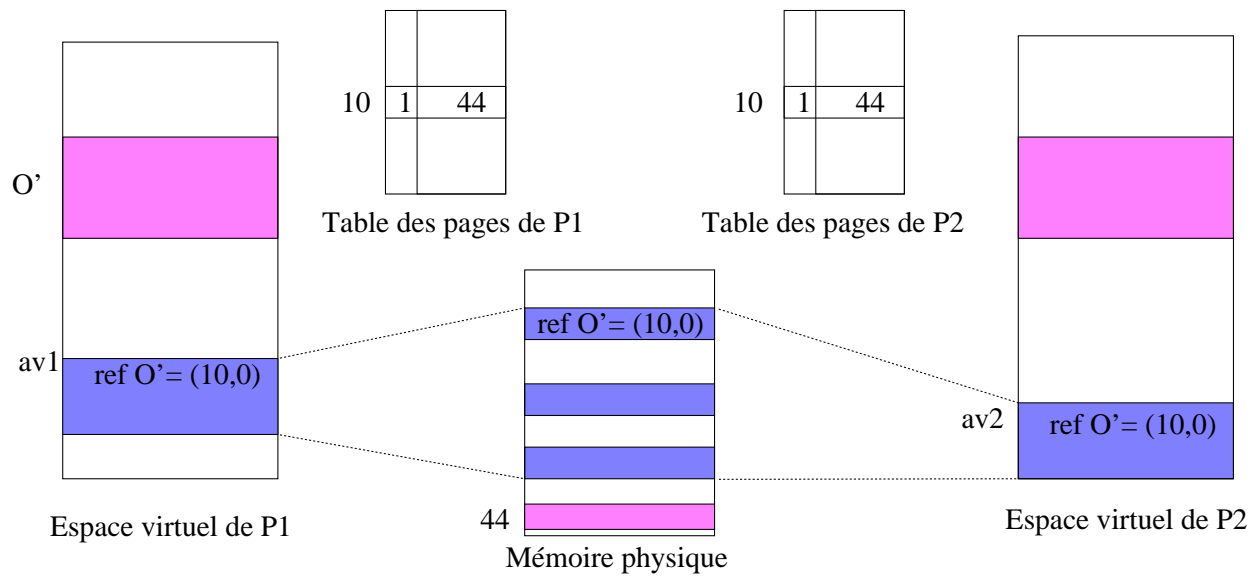 10 1 44
10 1 44
O’
Table des pages de P1
Table des pages de P2
ref O’= (10,0)
av1
ref O’= (10,0)
av2
ref O’= (10,0)
44
Espace virtuel de P1
Espace virtuel de P2
Mémoire physique